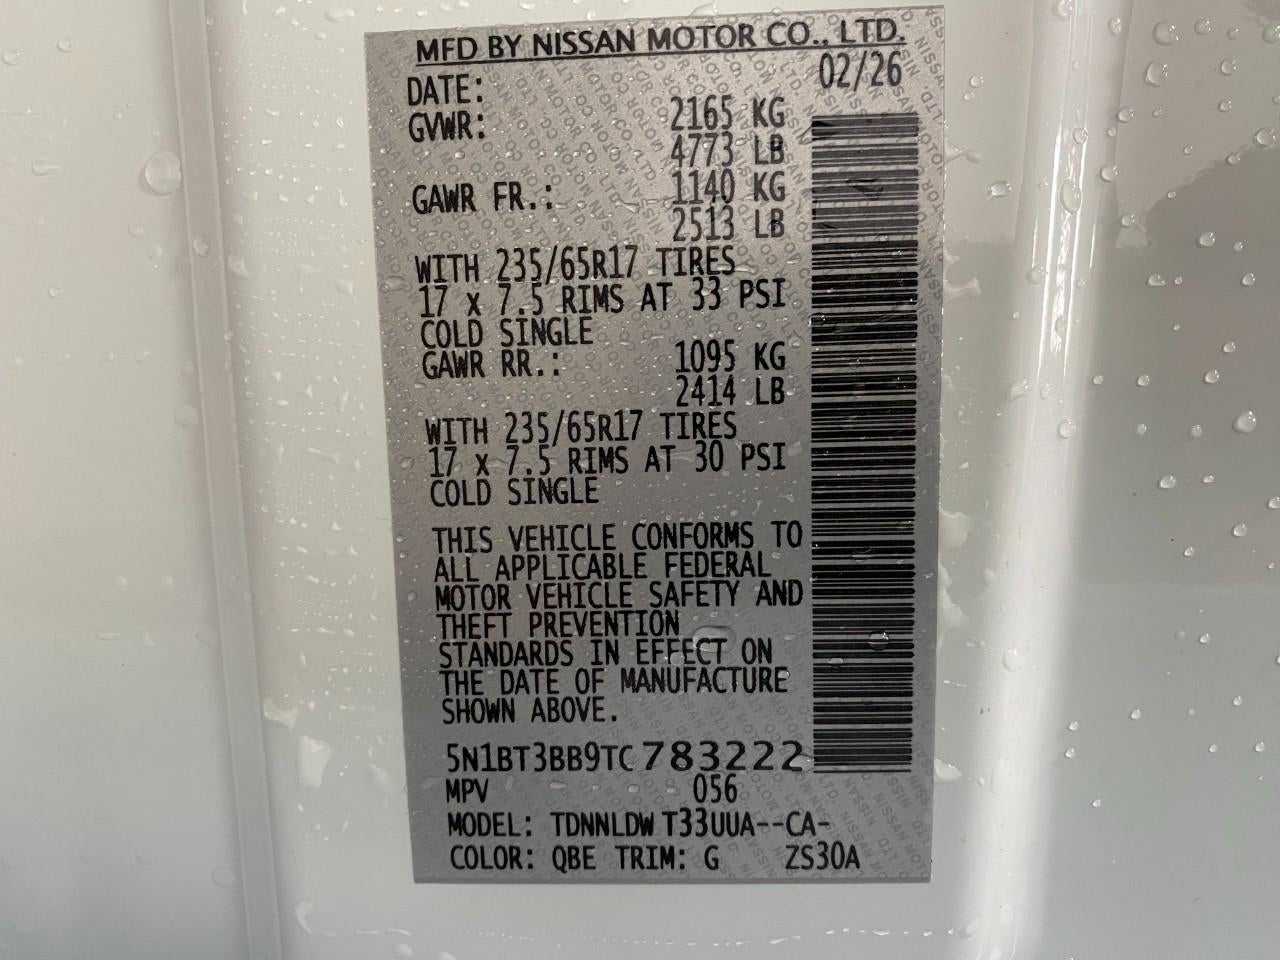 MFD BY NISSAN MOTOR CO., LTD.
DATE: 02/26
GVWR: 2165 KG
4773 LB
GAWR FR.: 1140 KG
2513 LB
WITH 235/65R17 TIRES
17 x 7.5 RIMS AT 33 PSI
COLD SINGLE
GAWR RR.: 1095 KG
2414 LB
WITH 235/65R17 TIRES
17 x 7.5 RIMS AT 30 PSI
COLD SINGLE
THIS VEHICLE CONFORMS TO
ALL APPLICABLE FEDERAL
MOTOR VEHICLE SAFETY AND
THEFT PREVENTION
STANDARDS IN EFFECT ON
THE DATE OF MANUFACTURE
SHOWN ABOVE.
5N1BT3BB9TC783222
MPV 056
MODEL: TDNNLDW T33UUA--CA-
COLOR: QBE TRIM: G ZS30A